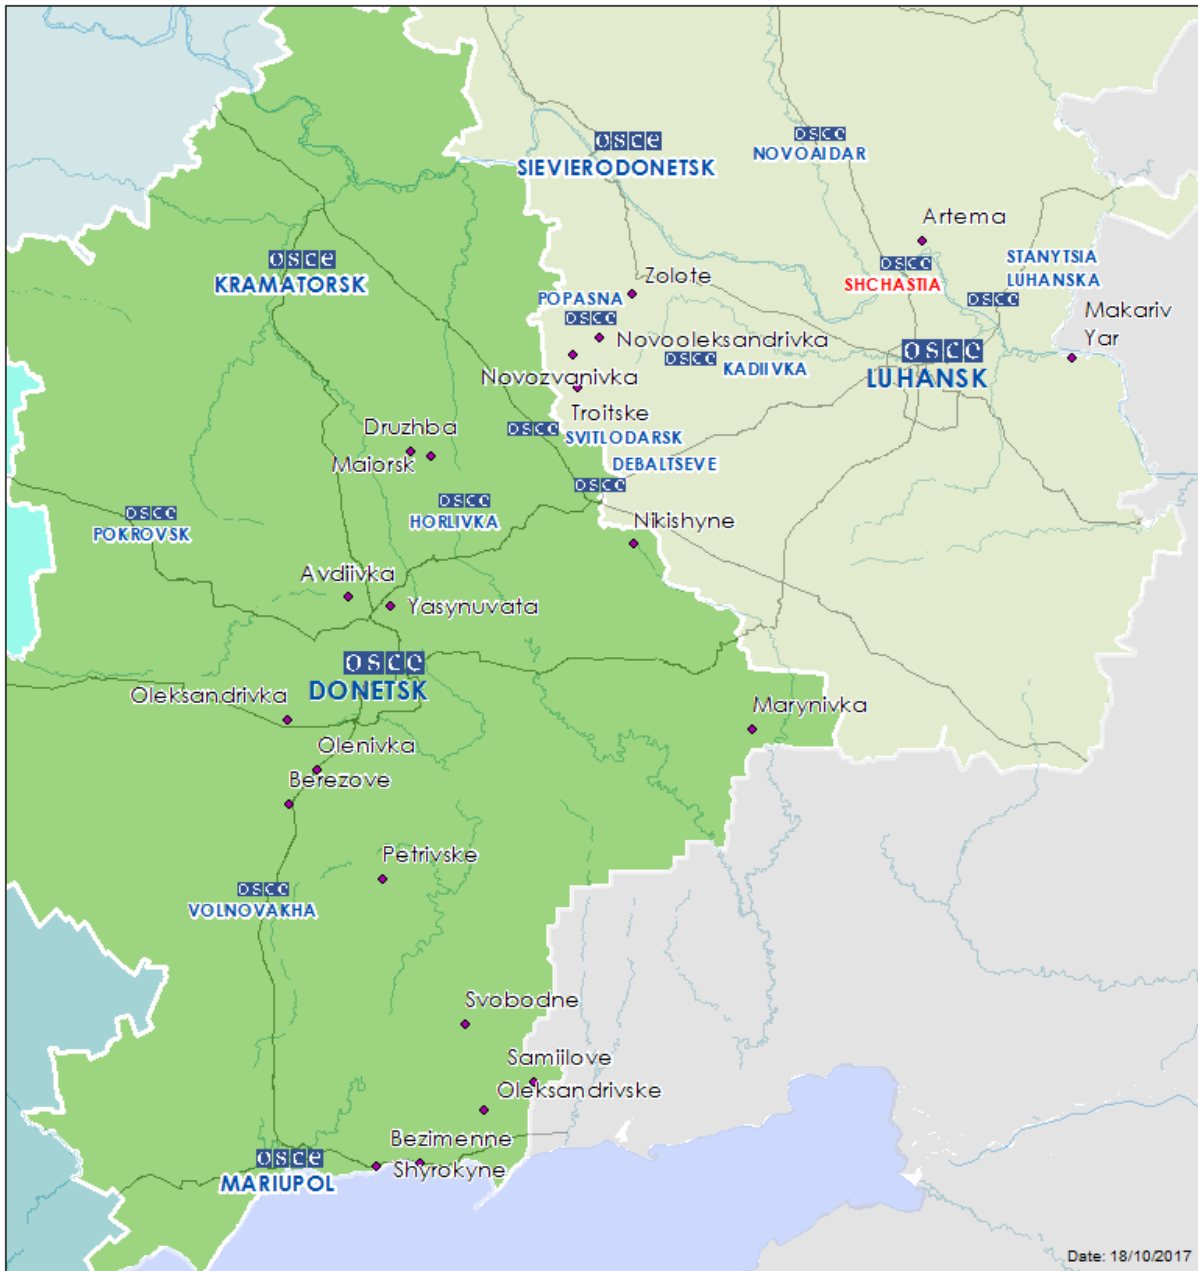 osce
SIEVIERODONETSK
osce
NOVOAIDAR
Artema
osce
SHCHASTIA
STANYTSIA
LUHANSKA
osce
osce
KRAMATORSK
Zolote
POPASNA
osce
Makariv
Yar
Novooleksandrivka
osce
KADIIVKA
osce
LUHANSK
Novozvanivka
Troitske
Druzhba
Maiorsk
osce
SVITLODARSK
DEBALTSEVE
osce
osce
HORLIVKA
osce
POKROVSK
Nikishyne
Avdiivka
Yasynuvata
osce
DONETSK
Oleksandrivka
Marynivka
Olenivka
Berezove
Petrivske
osce
VOLNOVAKHA
Svobodne
Samiilove
Oleksandrivske
Bezimenne
Shyrokyne
osce
MARIUPOL
Date: 18/10/2017